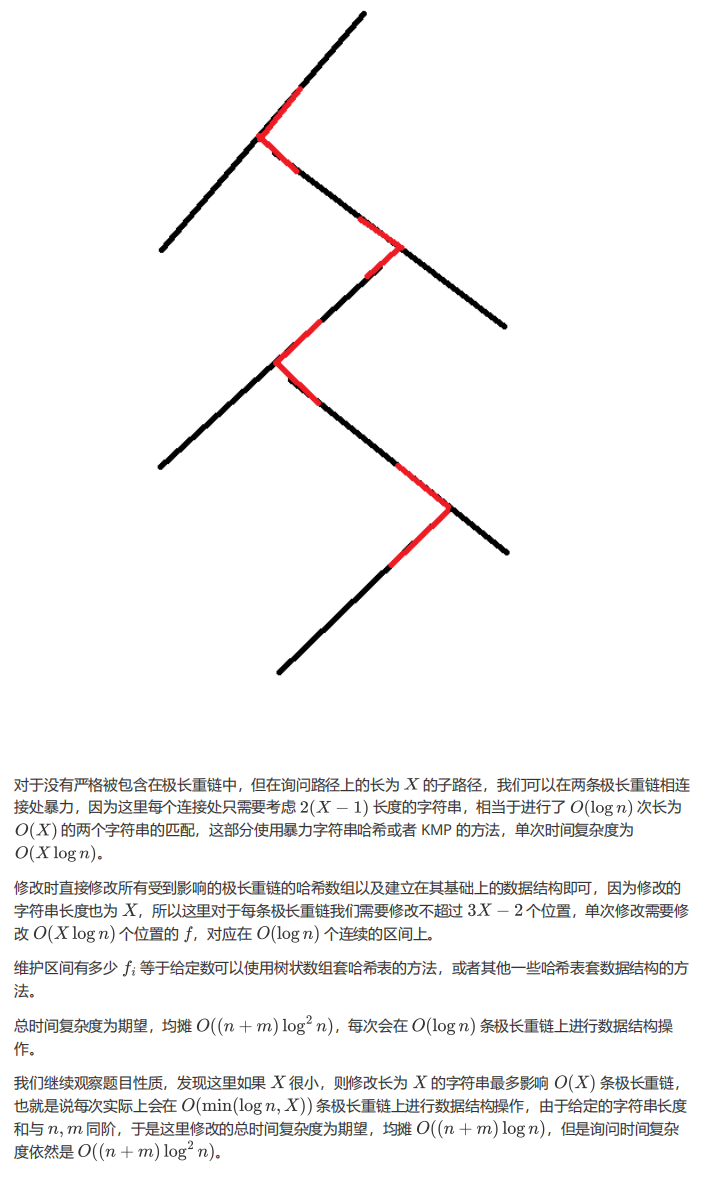 对于没有严格被包含在极长重链中，但在询问路径上的长为 X 的子路径，我们可以在两条极长重链相连
接处暴力，因为这里每个连接处只需要考虑 2(X − 1) 长度的字符串，相当于进行了 O(log n) 次长为
O(X) 的两个字符串的匹配，这部分使用暴力字符串哈希或者 KMP 的方法，单次时间复杂度为
O(X log n)。
修改时直接修改所有受到影响的极长重链的哈希数组以及建立在其基础上的数据结构即可，因为修改的
字符串长度也为 X，所以这里对于每条极长重链我们需要修改不超过 3X − 2 个位置，单次修改需要修
改 O(X log n) 个位置的 f，对应在 O(log n) 个连续的区间上。
维护区间有多少 f_i 等于给定数可以使用树状数组套哈希表的方法，或者其他一些哈希表套数据结构的方
法。
总时间复杂度为期望，均摊 O((n + m) log² n)，每次会在 O(log n) 条极长重链上进行数据结构操
作。
我们继续观察题目性质，发现这里如果 X 很小，则修改长为 X 的字符串最多影响 O(X) 条极长重链，
也就是说每次实际上会在 O(min(log n, X)) 条极长重链上进行数据结构操作，由于给定的字符串长度
和与 n, m 同阶，于是这里修改的总时间复杂度为期望，均摊 O((n + m) log n)，但是询问时间复杂
度依然是 O((n + m) log² n)。